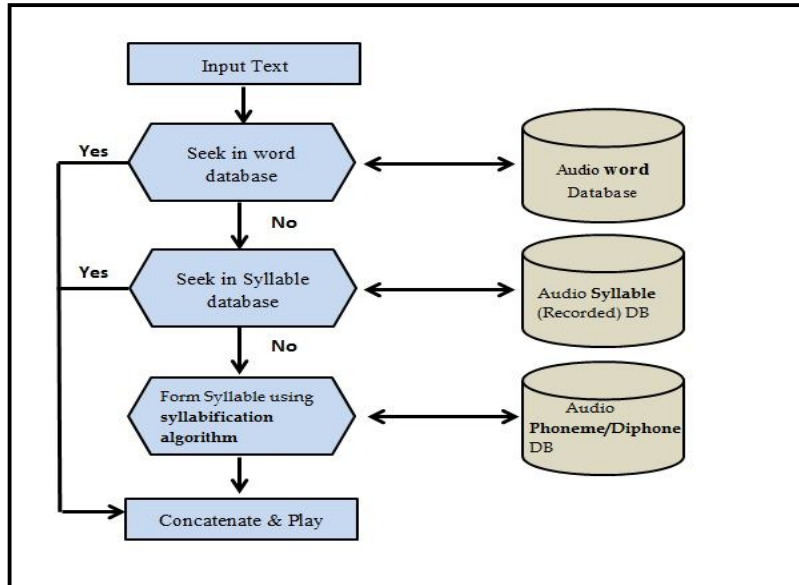 Input Text
Yes
Seek in word
database
Audio word
Database
No
Yes
Seek in Syllable
database
Audio Syllable
(Recorded) DB
No
Form Syllable using
syllabification
algorithm
Audio
Phoneme/Diphone
DB
Concatenate & Play